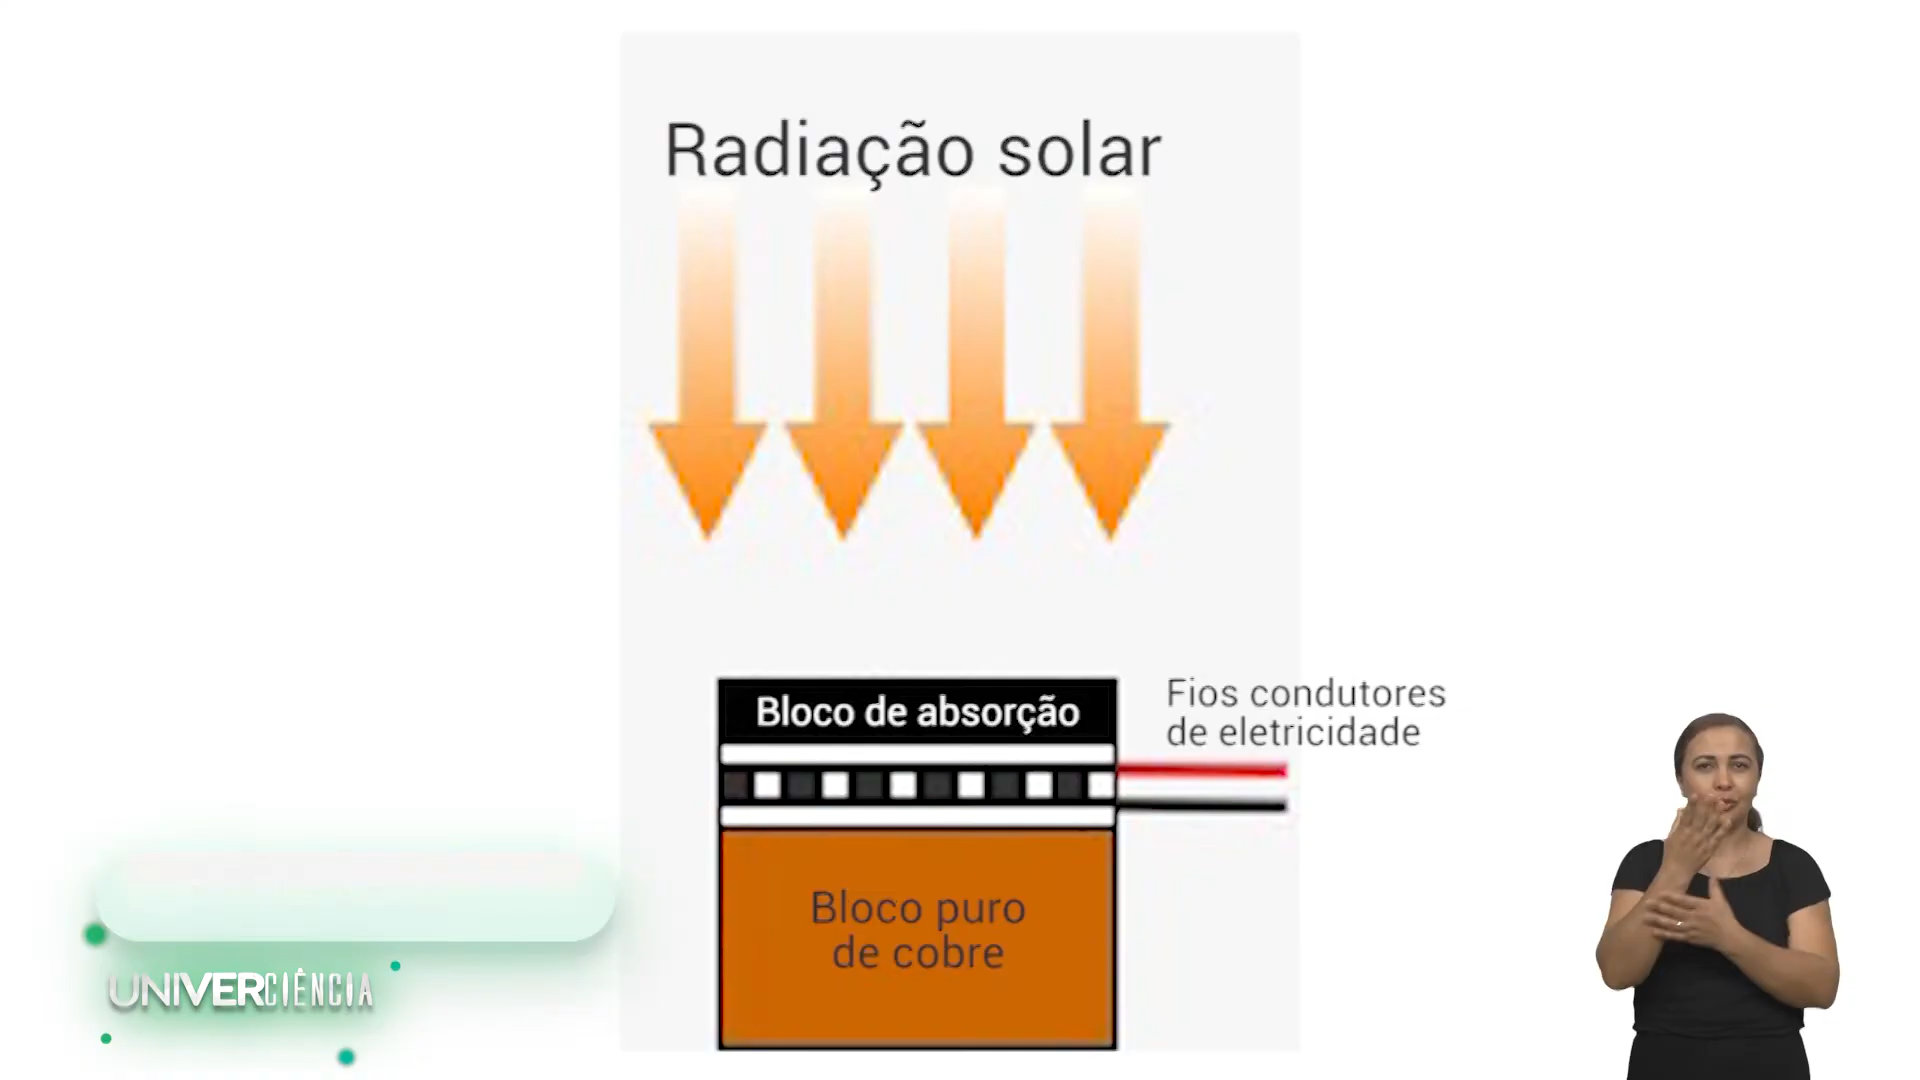 Radiação solar
Bloco de absorção
Fios condutores
de eletricidade
Bloco puro
de cobre
UNIVERCIÊNCIA